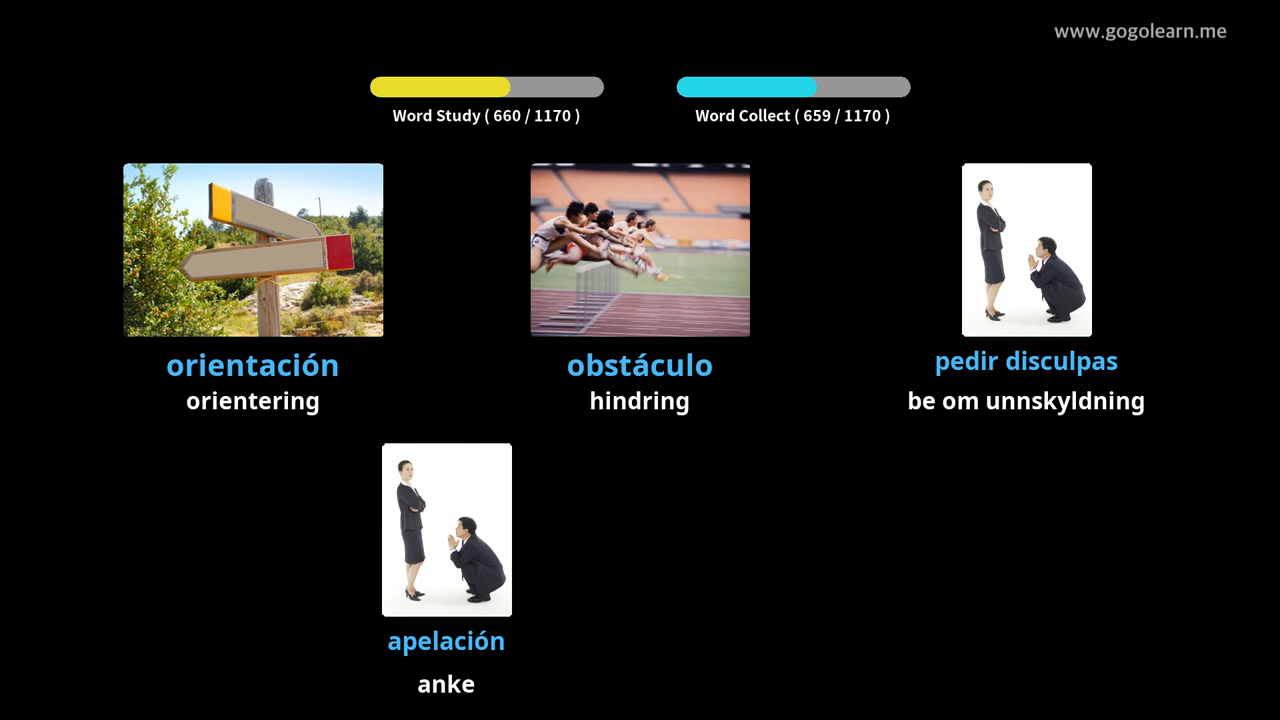 www.gogolearn.me
Word Study ( 660 / 1170 )
Word Collect ( 659 / 1170 )
orientación
orientering
obstáculo
hindring
pedir disculpas
be om unnskyldning
apelación
anke